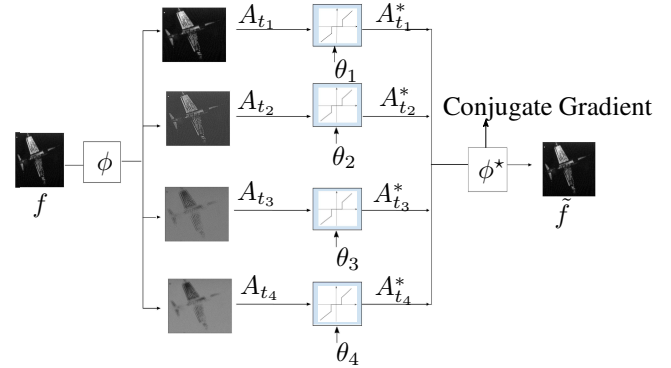 A_{t_1} A^*_{t_1}
θ_1
A_{t_2} A^*_{t_2}
Conjugate Gradient
θ_2
f ϕ ϕ^⋆ f̃
A_{t_3} A^*_{t_3}
θ_3
A_{t_4} A^*_{t_4}
θ_4